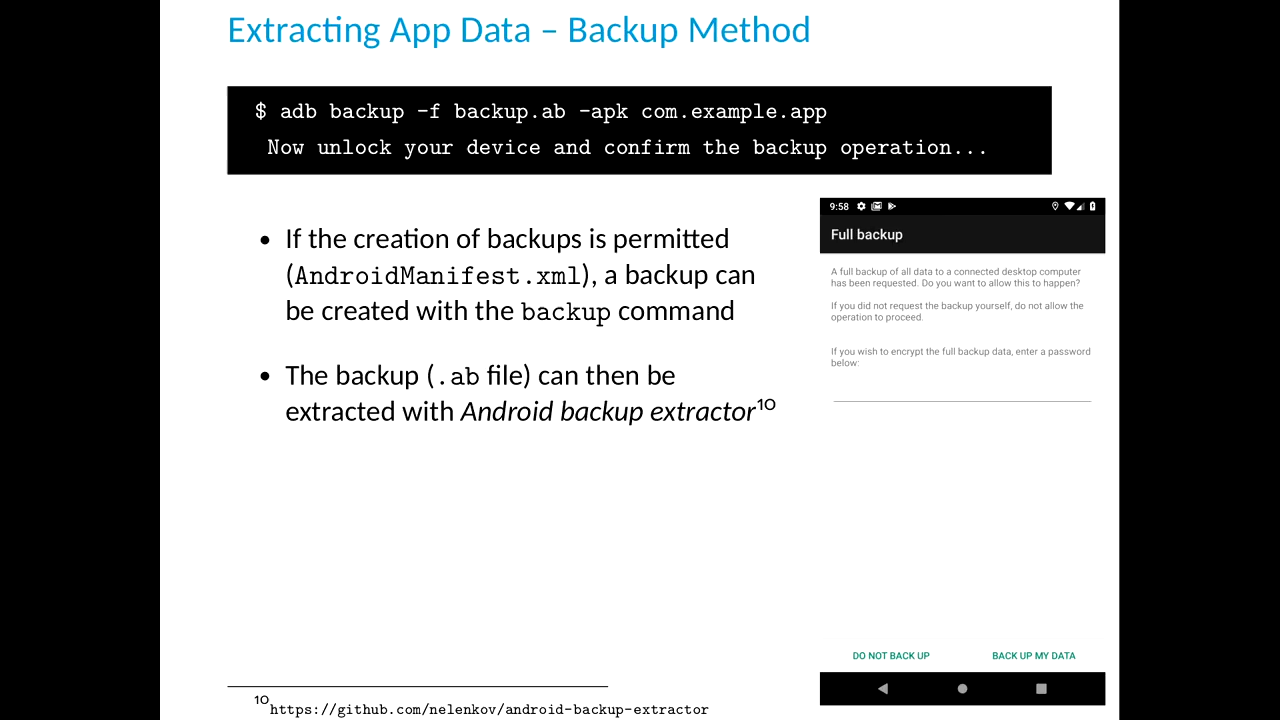 Extracting App Data – Backup Method
$ adb backup -f backup.ab -apk com.example.app
Now unlock your device and confirm the backup operation...
• If the creation of backups is permitted
(AndroidManifest.xml), a backup can
be created with the backup command
• The backup (.ab file) can then be
extracted with Android backup extractor¹⁰
9:58
Full backup
A full backup of all data to a connected desktop computer
has been requested. Do you want to allow this to happen?
If you did not request the backup yourself, do not allow the
operation to proceed.
If you wish to encrypt the full backup data, enter a password
below:
DO NOT BACK UP
BACK UP MY DATA
¹⁰https://github.com/nelenkov/android-backup-extractor